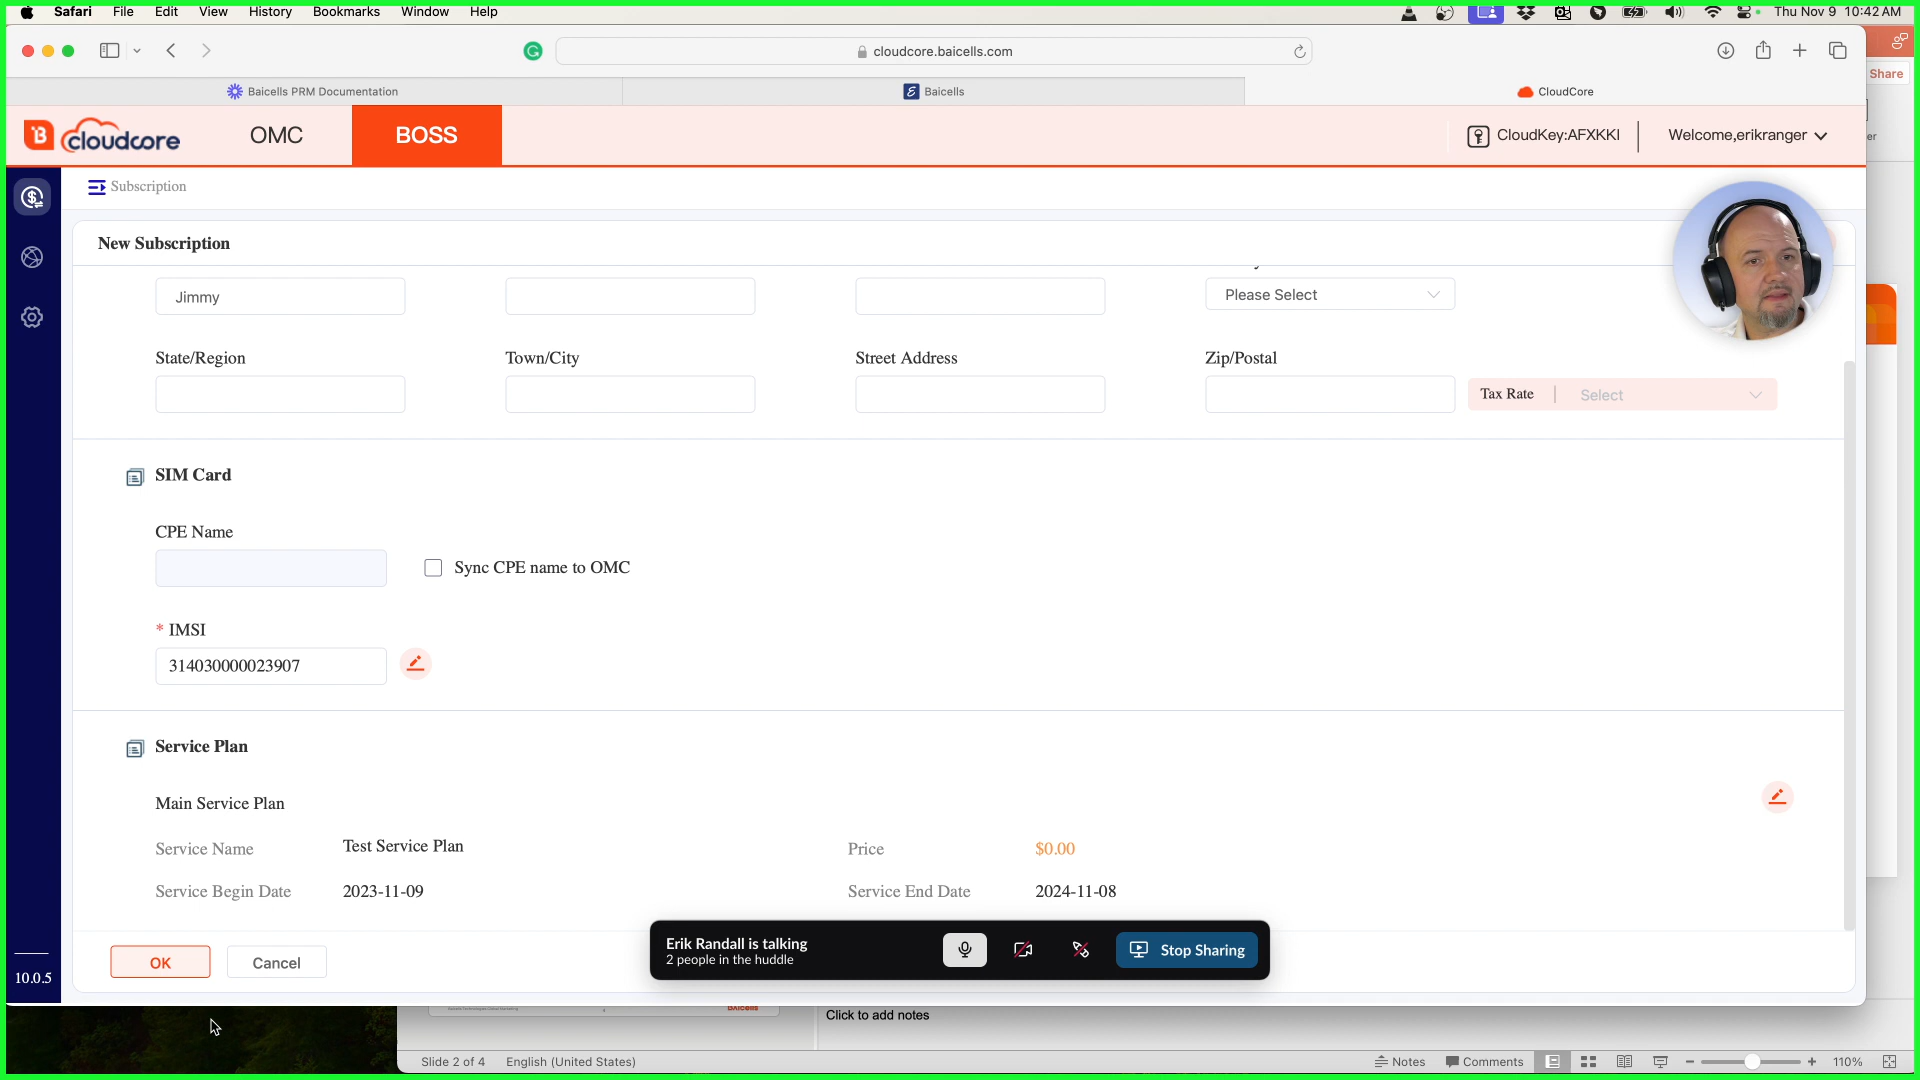 Safari File Edit View History Bookmarks Window Help Thu Nov 9 10:42 AM
cloudcore.baicells.com
Share
Baicells PRM Documentation Baicells CloudCore
cloudcore OMC BOSS CloudKey:AFXKKI Welcome,erikranger
Subscription
New Subscription
Jimmy Please Select
State/Region Town/City Street Address Zip/Postal
Tax Rate Select
SIM Card
CPE Name
Sync CPE name to OMC
* IMSI
314030000023907
Service Plan
Main Service Plan
Service Name Test Service Plan Price $0.00
Service Begin Date 2023-11-09 Service End Date 2024-11-08
OK Cancel
Erik Randall is talking
2 people in the huddle
Stop Sharing
10.0.5
Click to add notes
Slide 2 of 4 English (United States) Notes Comments 110%